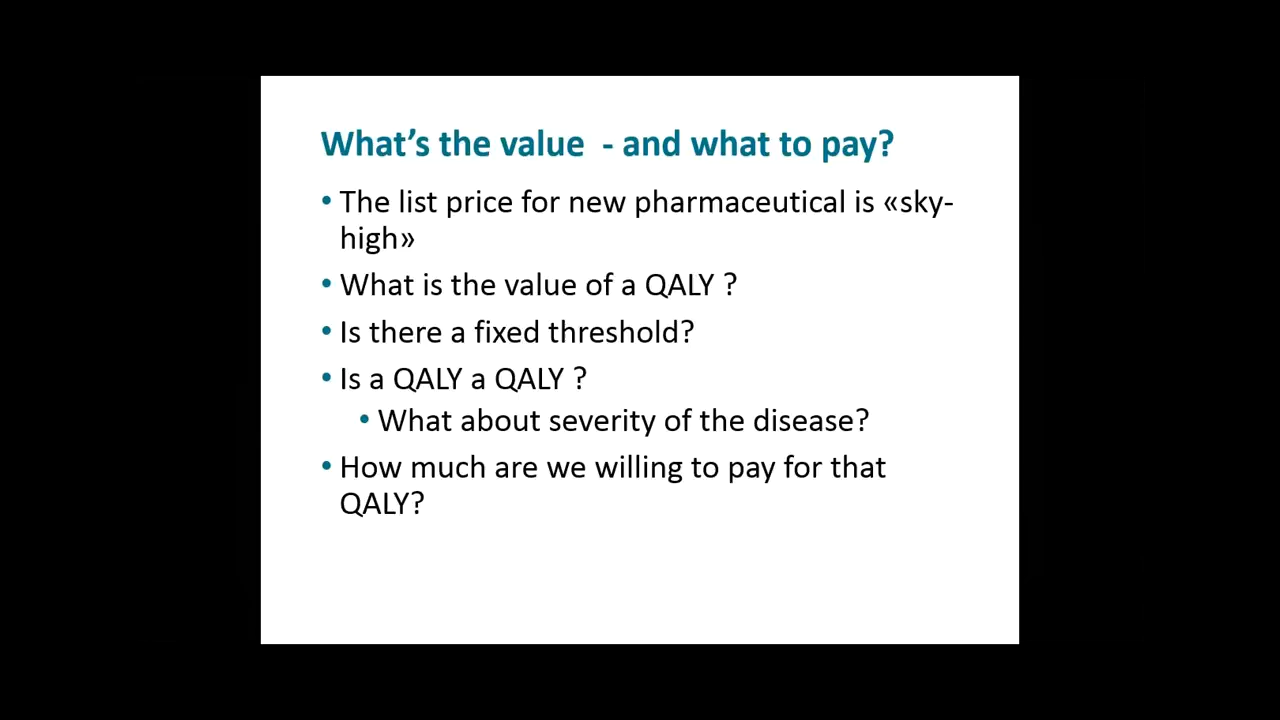 What’s the value  - and what to pay?
• The list price for new pharmaceutical is «sky-
high»
• What is the value of a QALY ?
• Is there a fixed threshold?
• Is a QALY a QALY ?
• What about severity of the disease?
• How much are we willing to pay for that
QALY?